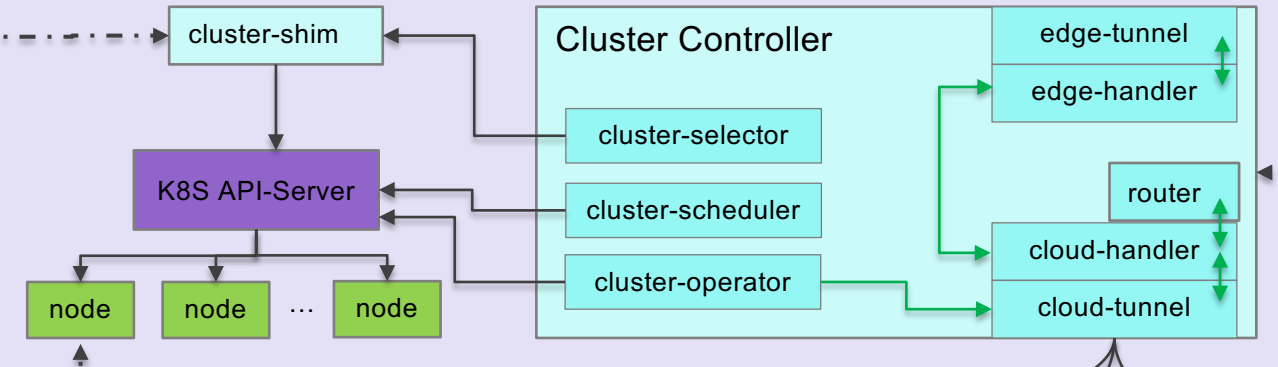 cluster-shim
Cluster Controller
edge-tunnel
edge-handler
cluster-selector
K8S API-Server
cluster-scheduler
router
cloud-handler
cluster-operator
cloud-tunnel
node
node
...
node